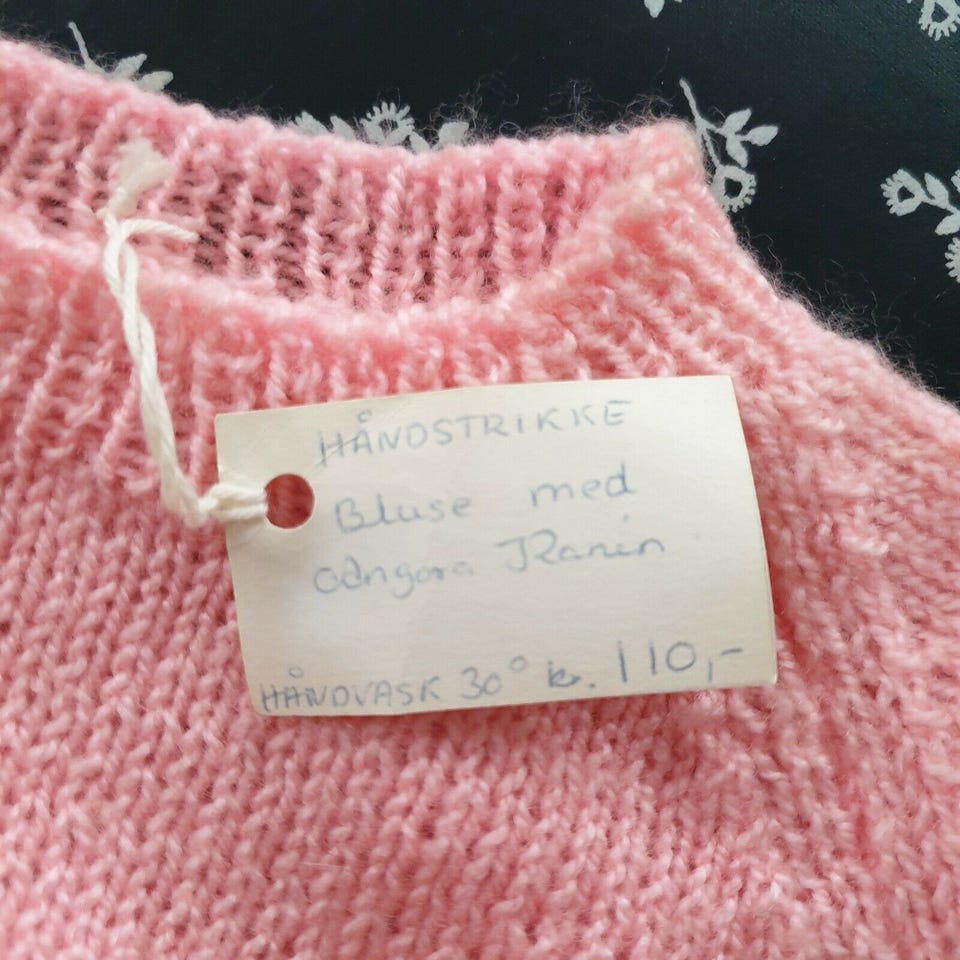 HÅNDSTRIKKE
Bluse med
Angora Kanin
HÅNDVASK 30° kr. 110,-